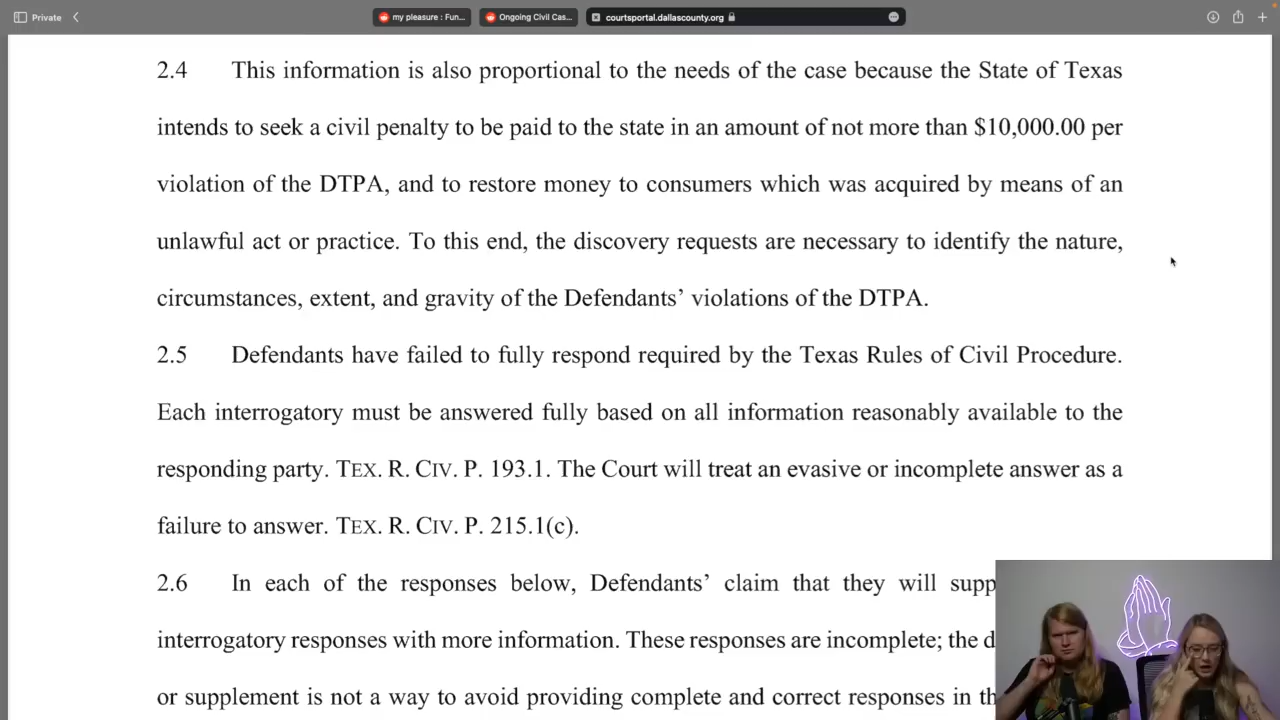 Private
my pleasure : Fun...
Ongoing Civil Cas...
courtsportal.dallascounty.org
2.4 This information is also proportional to the needs of the case because the State of Texas
intends to seek a civil penalty to be paid to the state in an amount of not more than $10,000.00 per
violation of the DTPA, and to restore money to consumers which was acquired by means of an
unlawful act or practice. To this end, the discovery requests are necessary to identify the nature,
circumstances, extent, and gravity of the Defendants’ violations of the DTPA.
2.5 Defendants have failed to fully respond required by the Texas Rules of Civil Procedure.
Each interrogatory must be answered fully based on all information reasonably available to the
responding party. TEX. R. CIV. P. 193.1. The Court will treat an evasive or incomplete answer as a
failure to answer. TEX. R. CIV. P. 215.1(c).
2.6 In each of the responses below, Defendants’ claim that they will supp
interrogatory responses with more information. These responses are incomplete; the d
or supplement is not a way to avoid providing complete and correct responses in th